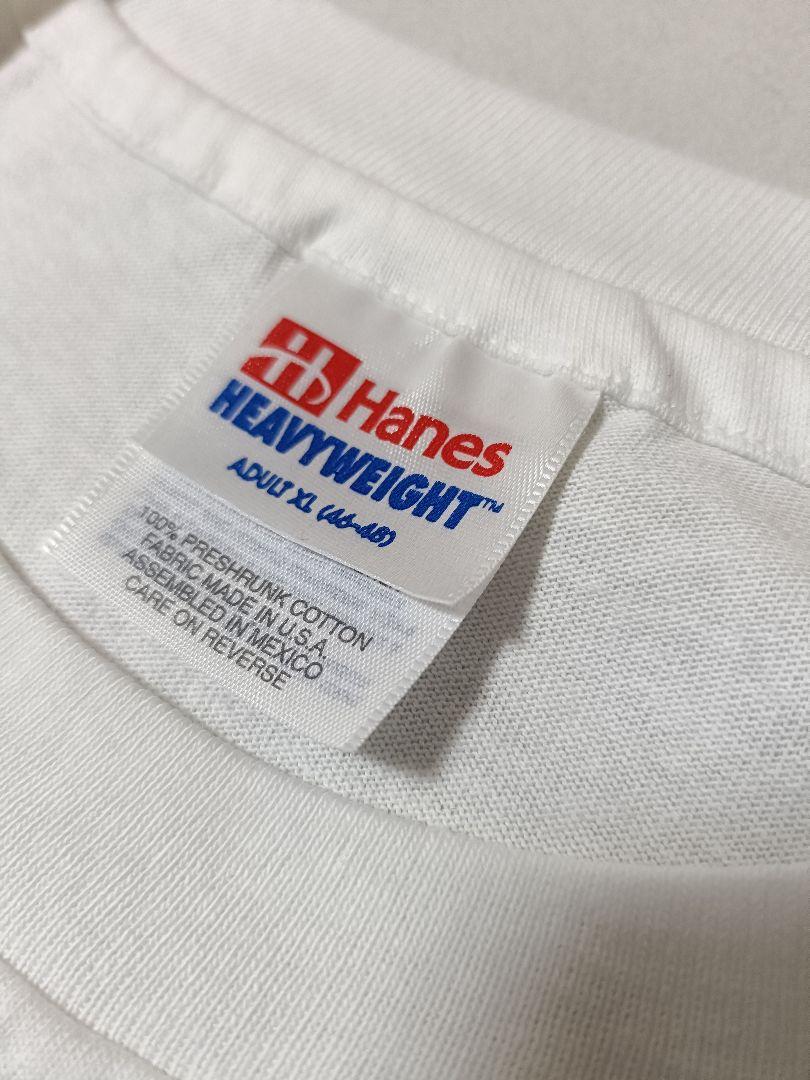 Hanes
HEAVYWEIGHT™
ADULT XL (46-48)
100% PRESHRUNK COTTON
FABRIC MADE IN U.S.A.
ASSEMBLED IN MEXICO
CARE ON REVERSE